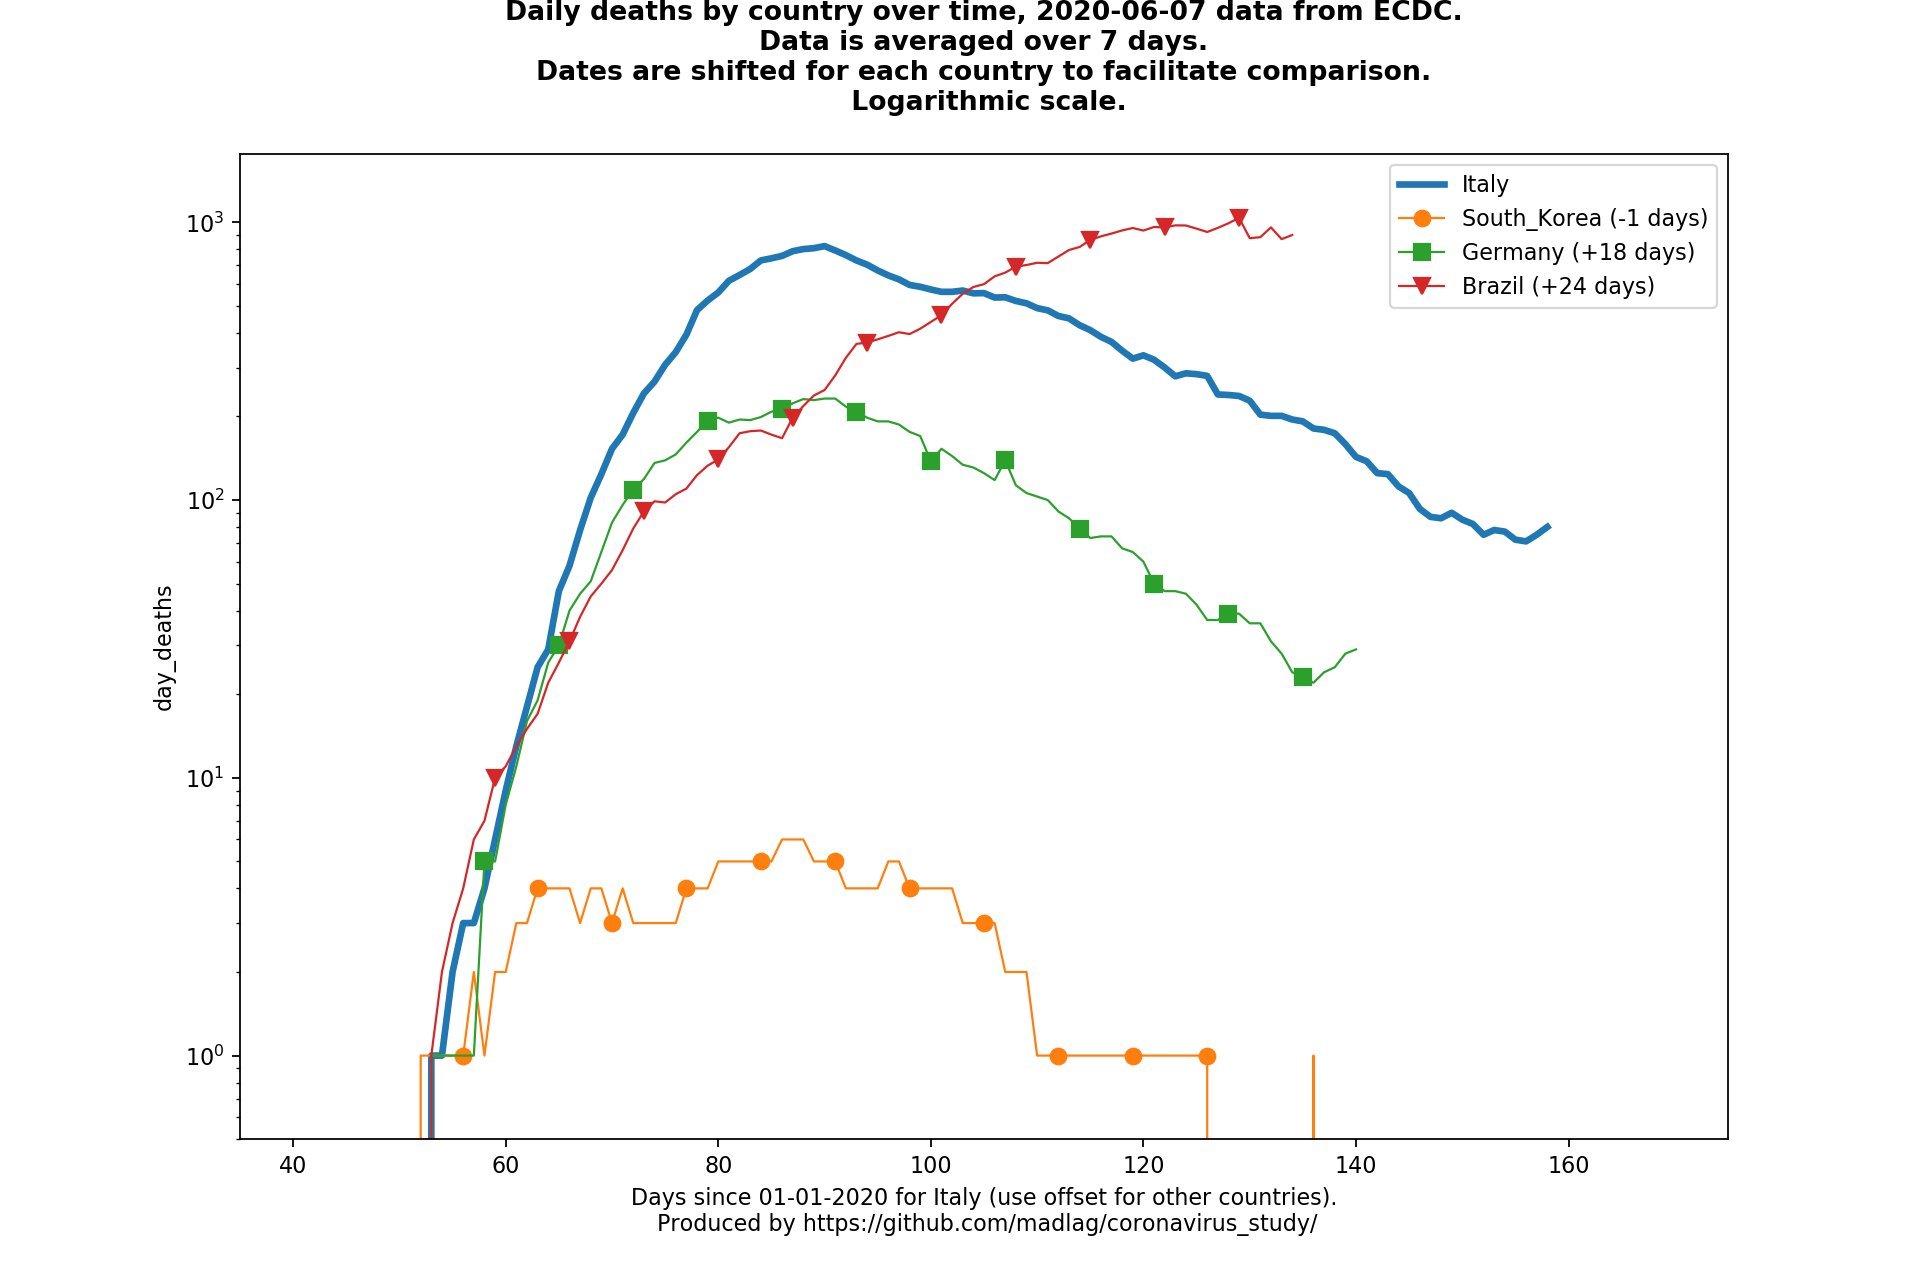 Daily deaths by country over time, 2020-06-07 data from ECDC.
Data is averaged over 7 days.
Dates are shifted for each country to facilitate comparison.
Logarithmic scale.
Italy
South_Korea (-1 days)
Germany (+18 days)
Brazil (+24 days)
10³
10²
10¹
10⁰
day_deaths
40 60 80 100 120 140 160
Days since 01-01-2020 for Italy (use offset for other countries).
Produced by https://github.com/madlag/coronavirus_study/